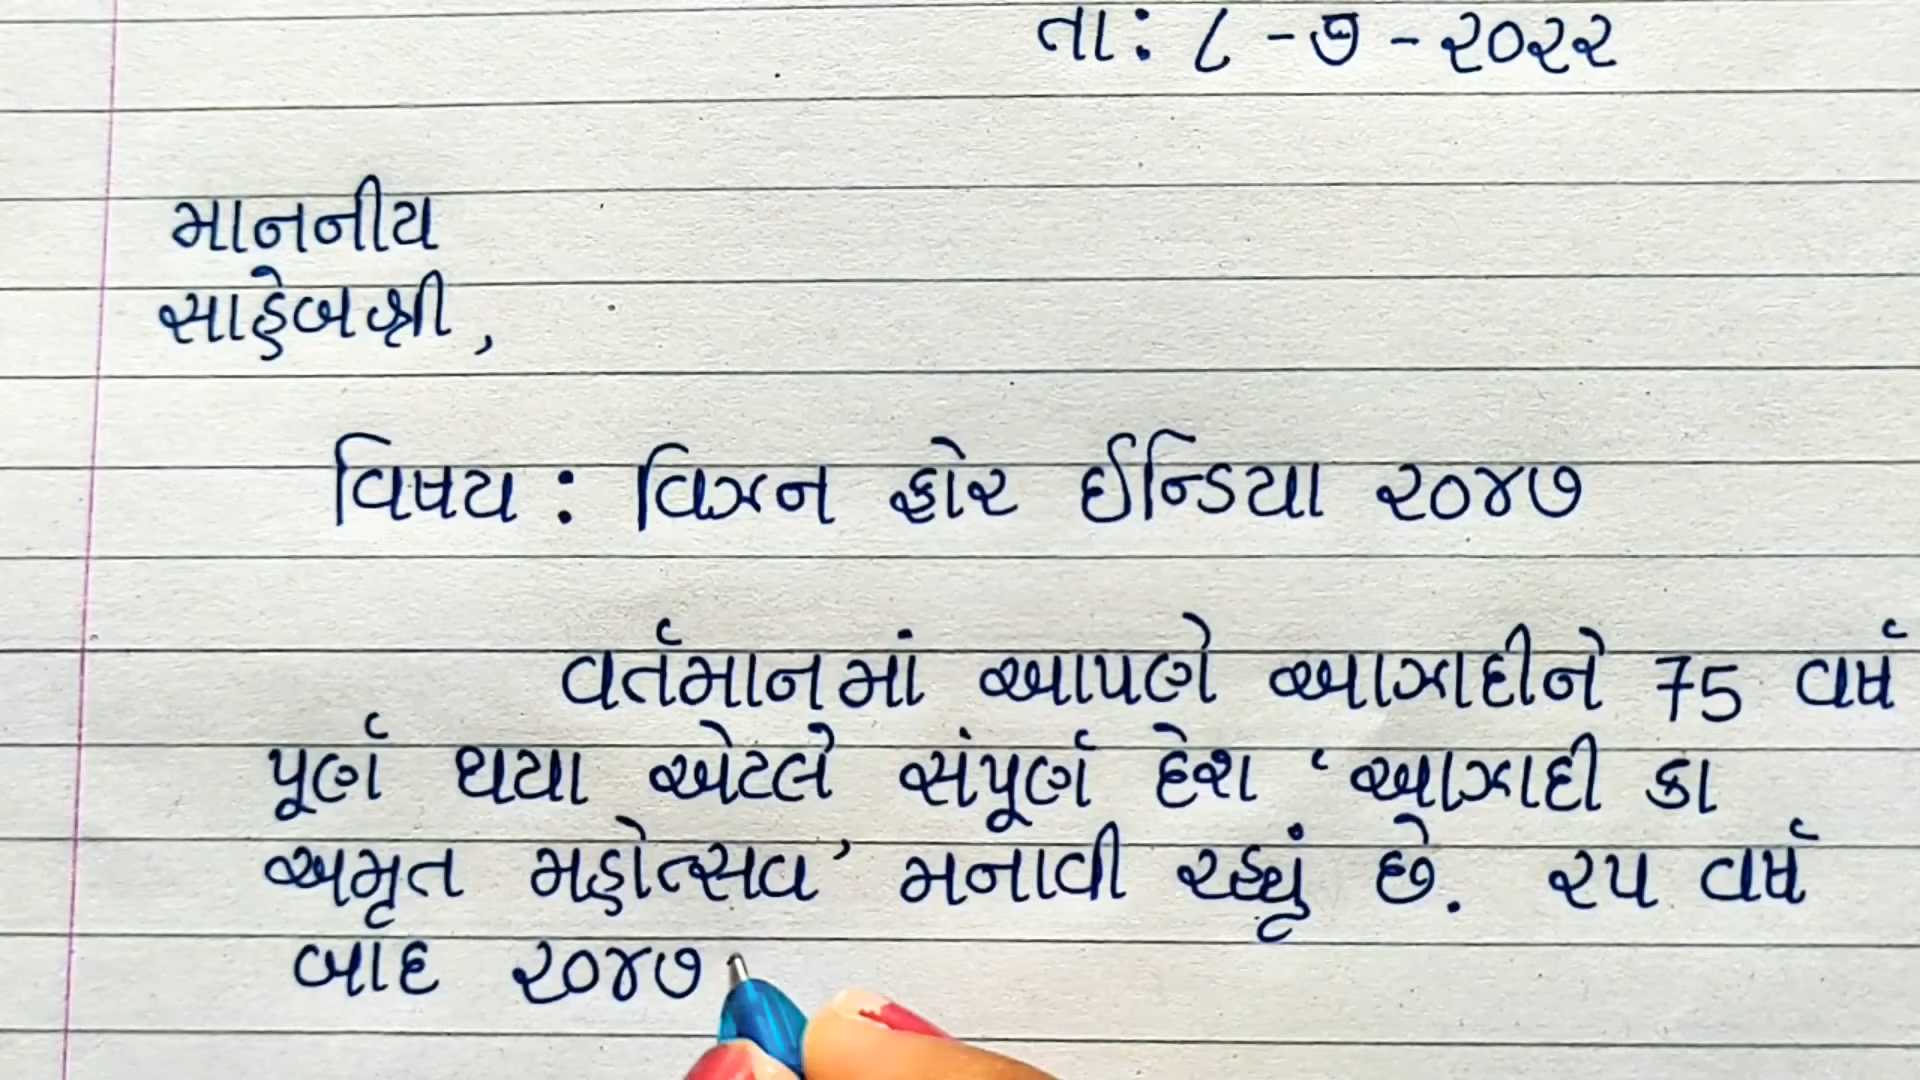 તા: ૮ - ૭ - ૨૦૨૨
માનનીય
સાહેબશ્રી,
વિષય : વિઝન ફોર ઈન્ડિયા ૨૦૪૭
વર્તમાનમાં આપણે આઝાદીને 75 વર્ષ
પૂર્ણ થયા એટલે સંપૂર્ણ દેશ ‘આઝાદી કા
અમૃત મહોત્સવ’ મનાવી રહ્યું છે. ૨૫ વર્ષ
બાદ ૨૦૪૭